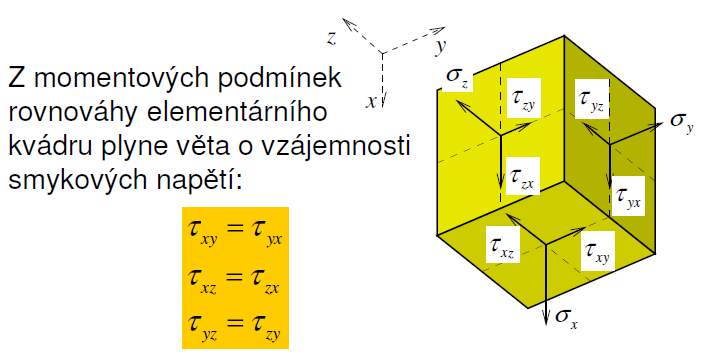 z
y
x
Z momentových podmínek
rovnováhy elementárního
kvádru plyne věta o vzájemnosti
smykových napětí:
τxy = τyx
τxz = τzx
τyz = τzy
σz
τzy
τyz
σy
τzx
τyx
τxz
τxy
σx